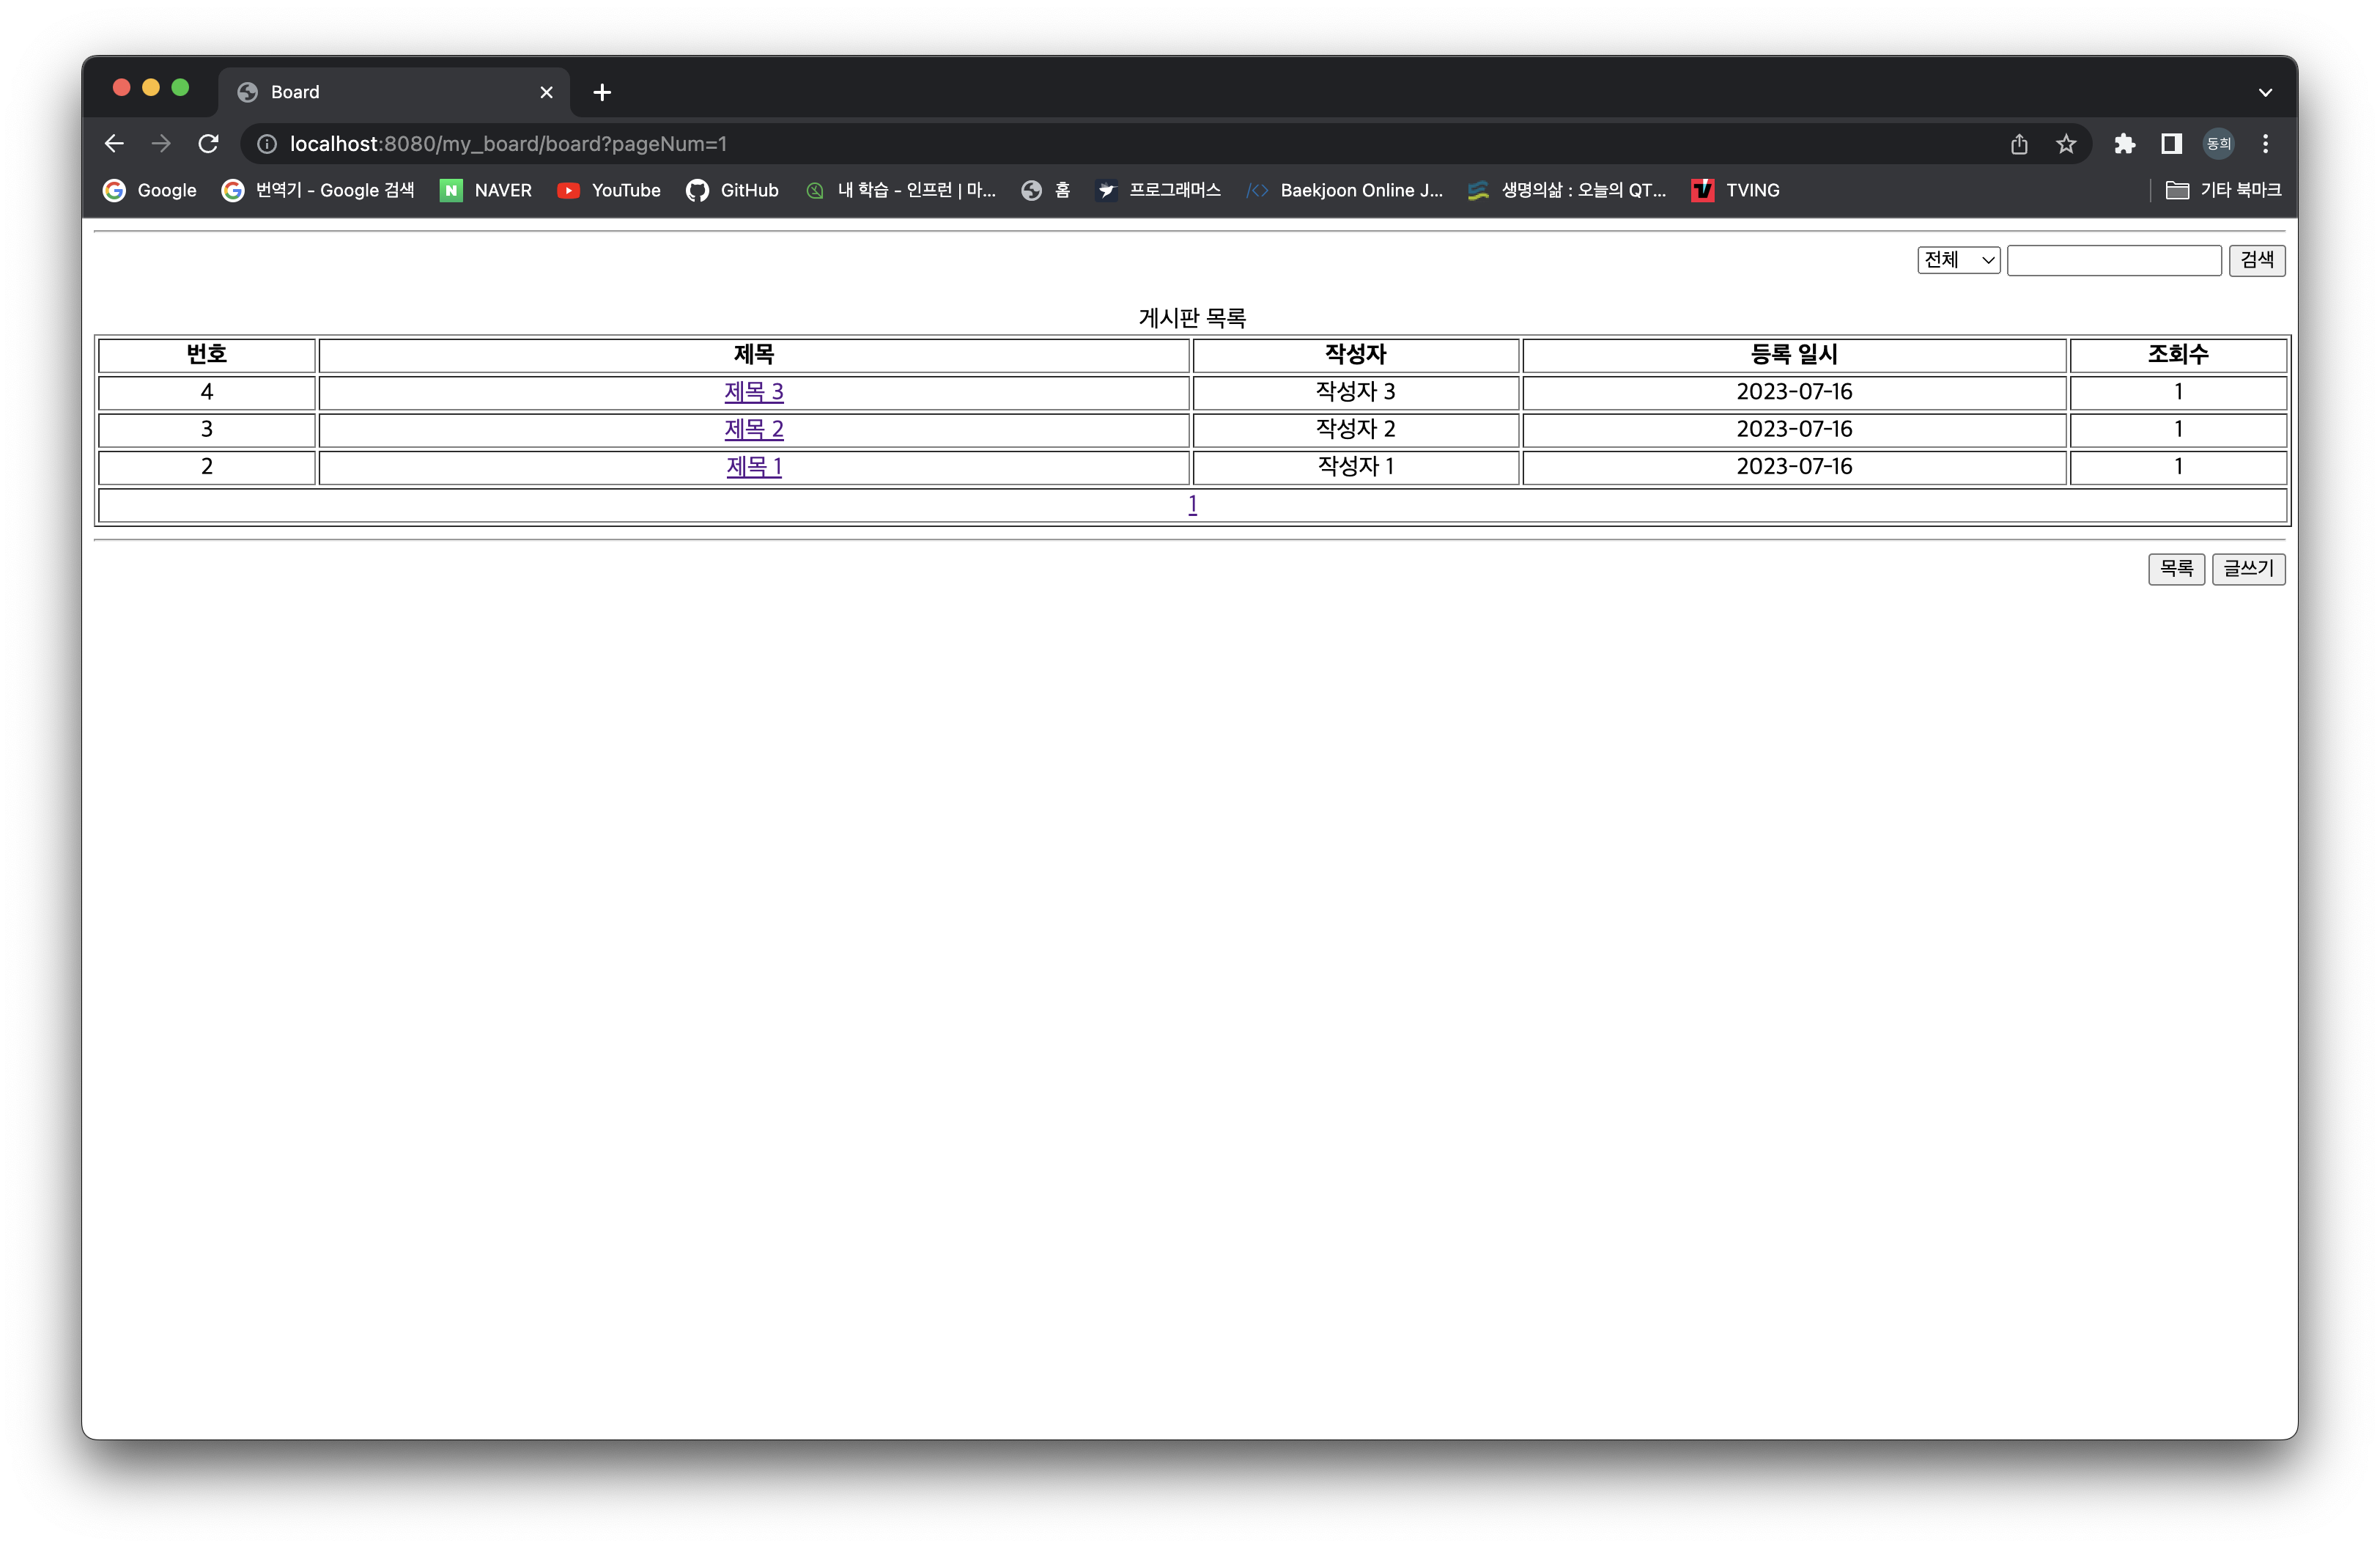 Board
localhost:8080/my_board/board?pageNum=1
동희
Google 번역기 - Google 검색 N NAVER YouTube GitHub 내 학습 - 인프런 | 마... 홈 프로그래머스 </> Baekjoon Online J... 생명의삶 : 오늘의 QT... TVING 기타 북마크
전체 검색
게시판 목록
번호 제목 작성자 등록 일시 조회수
4 제목 3 작성자 3 2023-07-16 1
3 제목 2 작성자 2 2023-07-16 1
2 제목 1 작성자 1 2023-07-16 1
1
목록 글쓰기